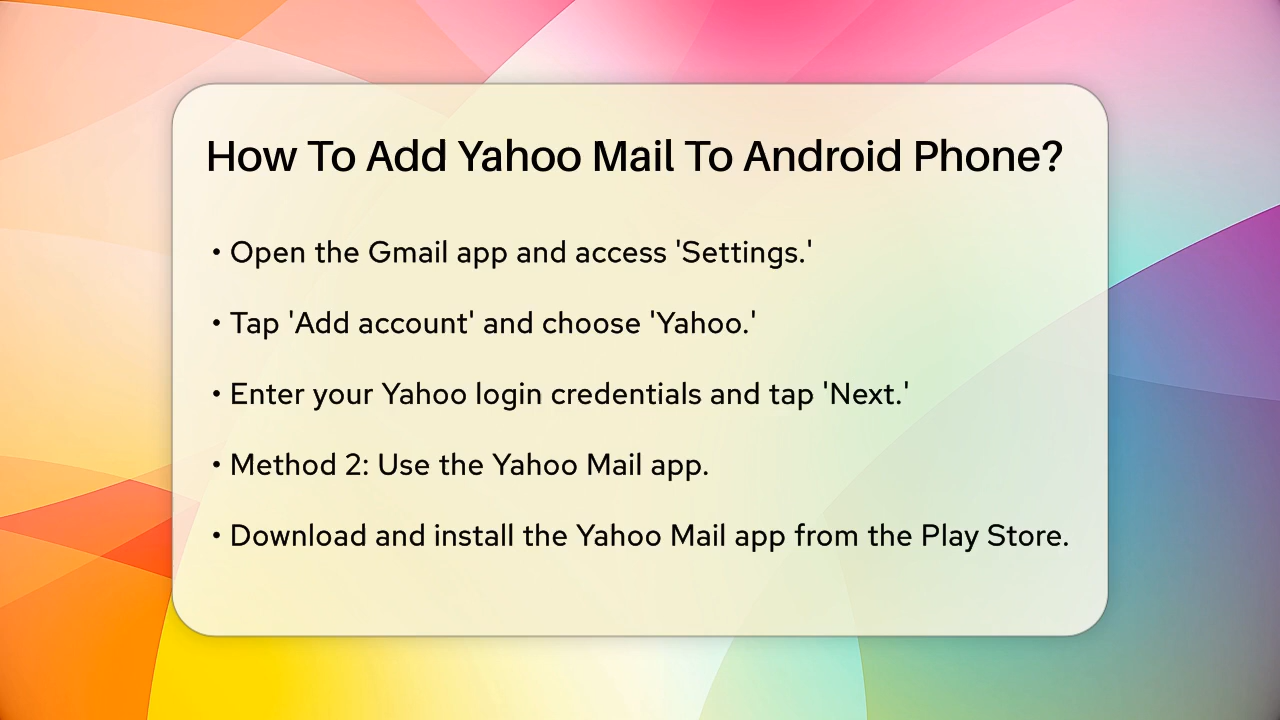 How To Add Yahoo Mail To Android Phone?
• Open the Gmail app and access 'Settings.'
• Tap 'Add account' and choose 'Yahoo.'
• Enter your Yahoo login credentials and tap 'Next.'
• Method 2: Use the Yahoo Mail app.
• Download and install the Yahoo Mail app from the Play Store.